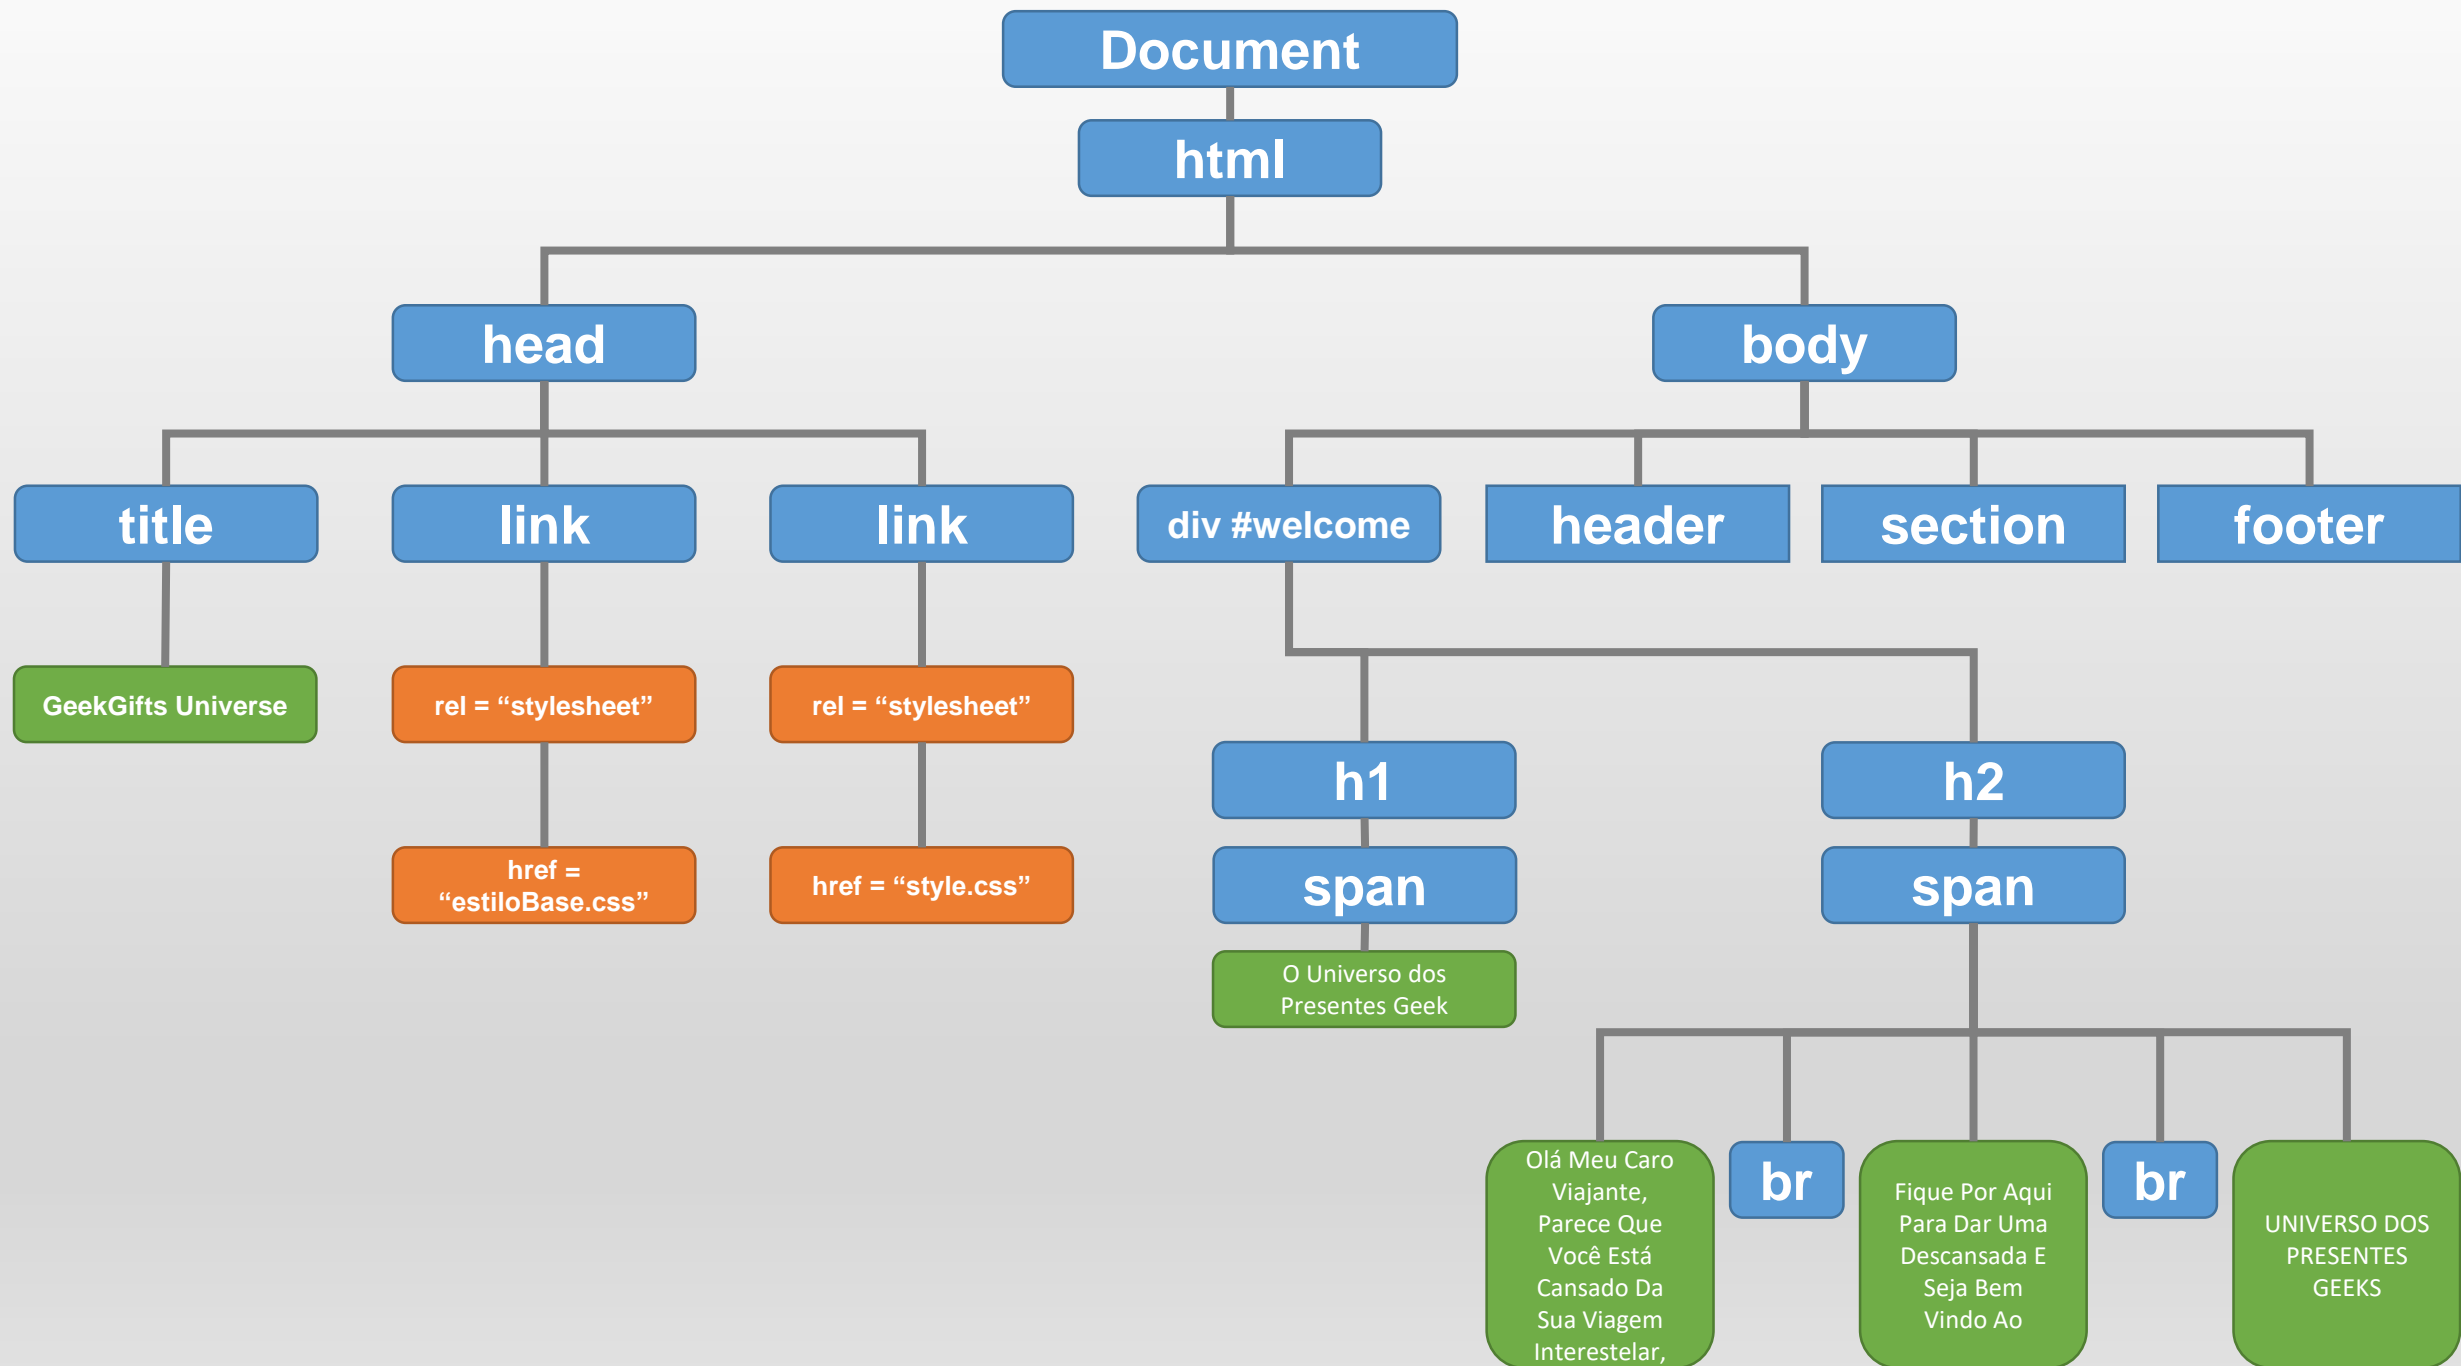 Document
html
head
body
title
link
link
div #welcome
header
section
footer
GeekGifts Universe
rel = “stylesheet”
rel = “stylesheet”
h1
h2
href =
“estiloBase.css”
href = “style.css”
span
span
O Universo dos
Presentes Geek
Olá Meu Caro
Viajante,
Parece Que
Você Está
Cansado Da
Sua Viagem
Interestelar,
br
Fique Por Aqui
Para Dar Uma
Descansada E
Seja Bem
Vindo Ao
br
UNIVERSO DOS
PRESENTES
GEEKS